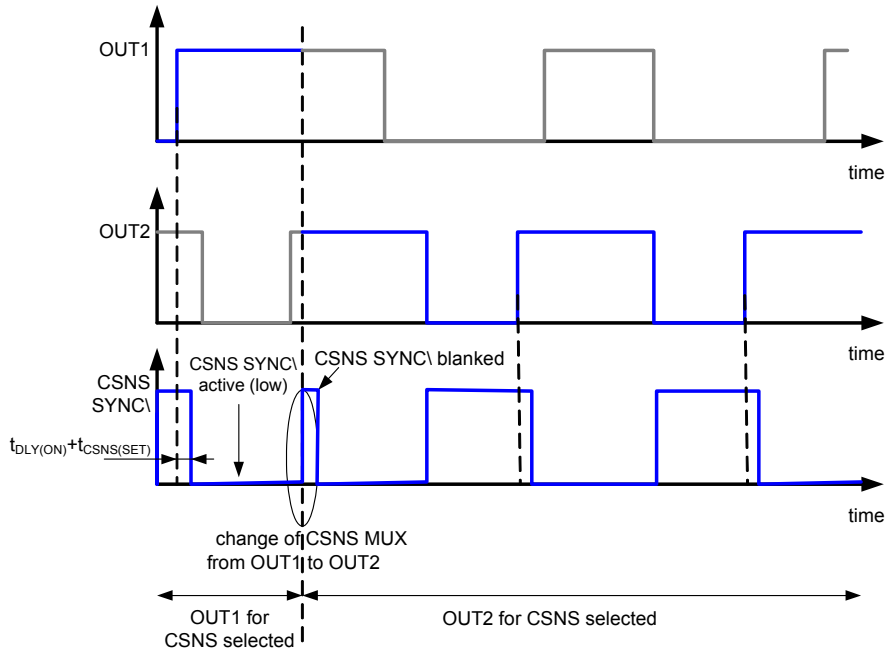 OUT1
time
OUT2
time
CSNS SYNC\
active (low)
CSNS SYNC\ blanked
CSNS
SYNC\
tDLY(ON)+tCSNS(SET)
time
change of CSNS MUX
from OUT1 to OUT2
OUT1 for
CSNS selected
OUT2 for CSNS selected